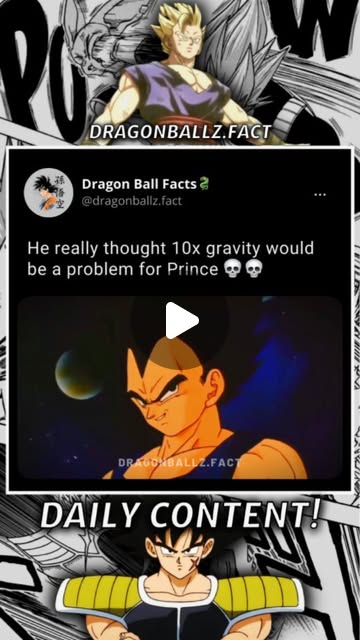 DRAGONBALLZ.FACT
Dragon Ball Facts🐉
@dragonballz.fact
...
He really thought 10x gravity would
be a problem for Prince 💀💀
DRAGONBALLZ.FACT
DAILY CONTENT!